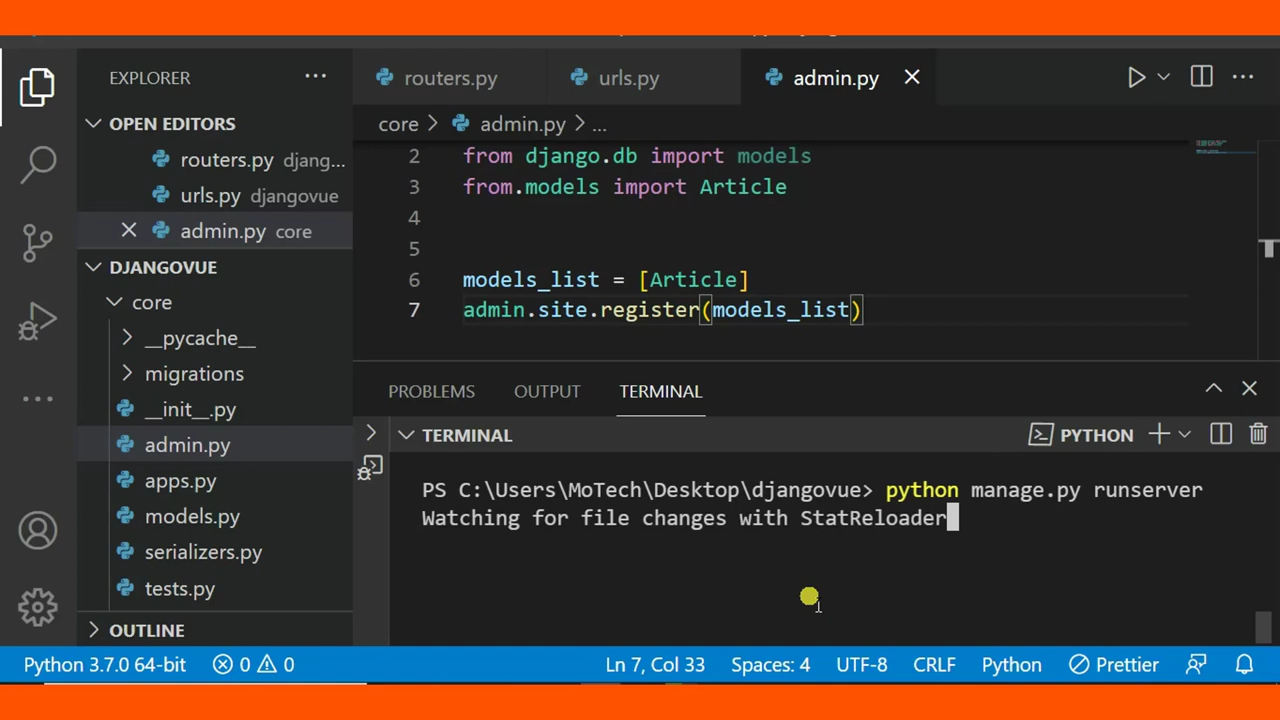 EXPLORER
routers.py
urls.py
admin.py
OPEN EDITORS
routers.py djang...
urls.py djangovue
admin.py core
DJANGOVUE
core
__pycache__
migrations
__init__.py
admin.py
apps.py
models.py
serializers.py
tests.py
OUTLINE
core > admin.py > ...
2 from django.db import models
3 from.models import Article
4
5
6 models_list = [Article]
7 admin.site.register(models_list)
PROBLEMS OUTPUT TERMINAL
TERMINAL
PYTHON
PS C:\Users\MoTech\Desktop\djangovue> python manage.py runserver
Watching for file changes with StatReloader
Python 3.7.0 64-bit 0 0 Ln 7, Col 33 Spaces: 4 UTF-8 CRLF Python Prettier